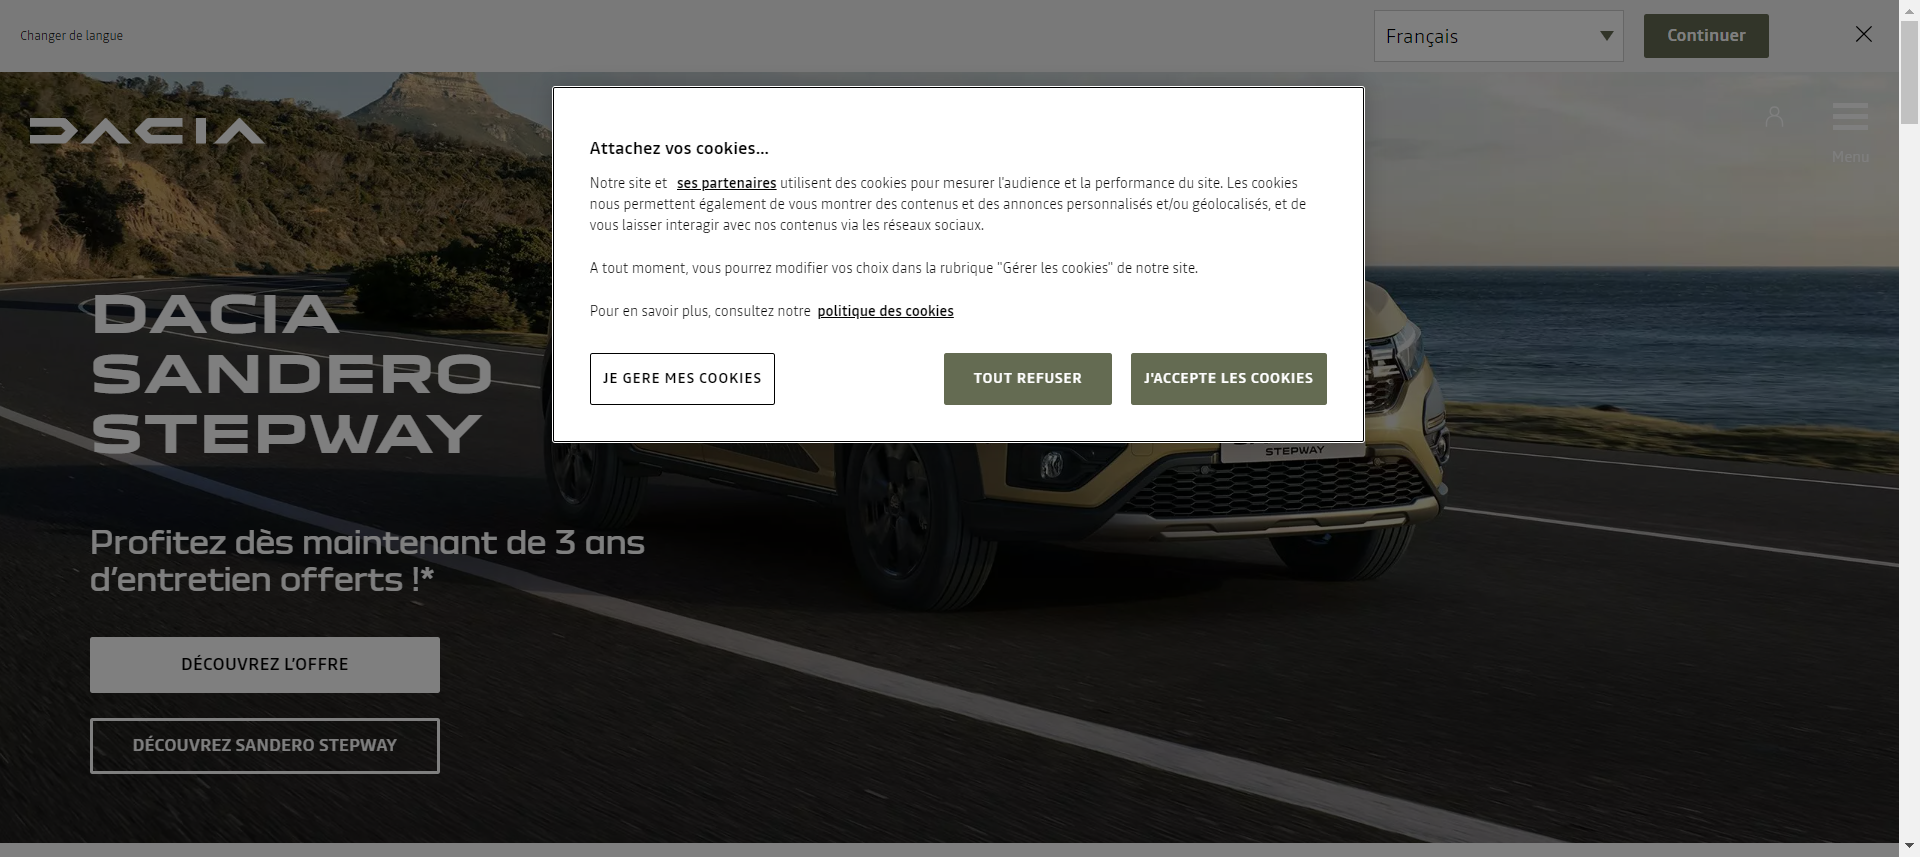 Changer de langue
Français
Continuer
DACIA
Menu
Attachez vos cookies...
Notre site et ses partenaires utilisent des cookies pour mesurer l'audience et la performance du site. Les cookies
nous permettent également de vous montrer des contenus et des annonces personnalisés et/ou géolocalisés, et de
vous laisser interagir avec nos contenus via les réseaux sociaux.
A tout moment, vous pourrez modifier vos choix dans la rubrique "Gérer les cookies" de notre site.
Pour en savoir plus, consultez notre politique des cookies
JE GERE MES COOKIES
TOUT REFUSER
J'ACCEPTE LES COOKIES
DACIA
SANDERO
STEPWAY
STEPWAY
Profitez dès maintenant de 3 ans
d’entretien offerts !*
DÉCOUVREZ L’OFFRE
DÉCOUVREZ SANDERO STEPWAY